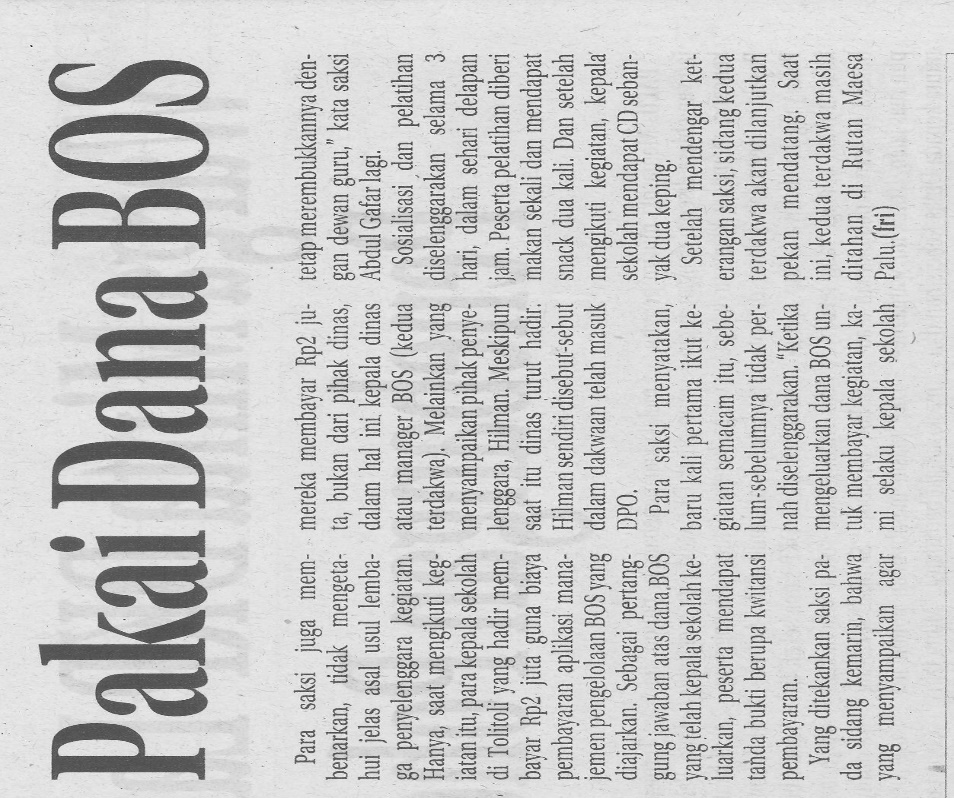 Pakai Dana BOS
Para saksi juga mem-
benarkan, tidak mengeta-
hui jelas asal usul lemba-
ga penyelenggara kegiatan.
Hanya, saat mengikuti keg-
iatan itu, para kepala sekolah
di Tolitoli yang hadir mem-
bayar Rp2 juta guna biaya
pembayaran aplikasi mana-
jemen pengelolaan BOS yang
diajarkan. Sebagai pertang-
gung jawaban atas dana BOS
yang telah kepala sekolah ke-
luarkan, peserta mendapat
tanda bukti berupa kwitansi
pembayaran.
Yang ditekankan saksi pa-
da sidang kemarin, bahwa
yang menyampaikan agar
mereka membayar Rp2 ju-
ta, bukan dari pihak dinas,
dalam hal ini kepala dinas
atau manager BOS (kedua
terdakwa). Melainkan yang
menyampaikan pihak penye-
lenggara, Hilman. Meskipun
saat itu dinas turut hadir.
Hilman sendiri disebut-sebut
dalam dakwaan telah masuk
DPO.
Para saksi menyatakan,
baru kali pertama ikut ke-
giatan semacam itu, sebe-
lum-sebelumnya tidak per-
nah diselenggarakan. “Ketika
mengeluarkan dana BOS un-
tuk membayar kegiatan, ka-
mi selaku kepala sekolah
tetap merembukkannya den-
gan dewan guru,” kata saksi
Abdul Gafar lagi.
Sosialisasi dan pelatihan
diselenggarakan selama 3
hari, dalam sehari delapan
jam. Peserta pelatihan diberi
makan sekali dan mendapat
snack dua kali. Dan setelah
mengikuti kegiatan, kepala
sekolah mendapat CD seban-
yak dua keping.
Setelah mendengar ket-
erangan saksi, sidang kedua
terdakwa akan dilanjutkan
pekan mendatang. Saat
ini, kedua terdakwa masih
ditahan di Rutan Maesa
Palu.(fri)